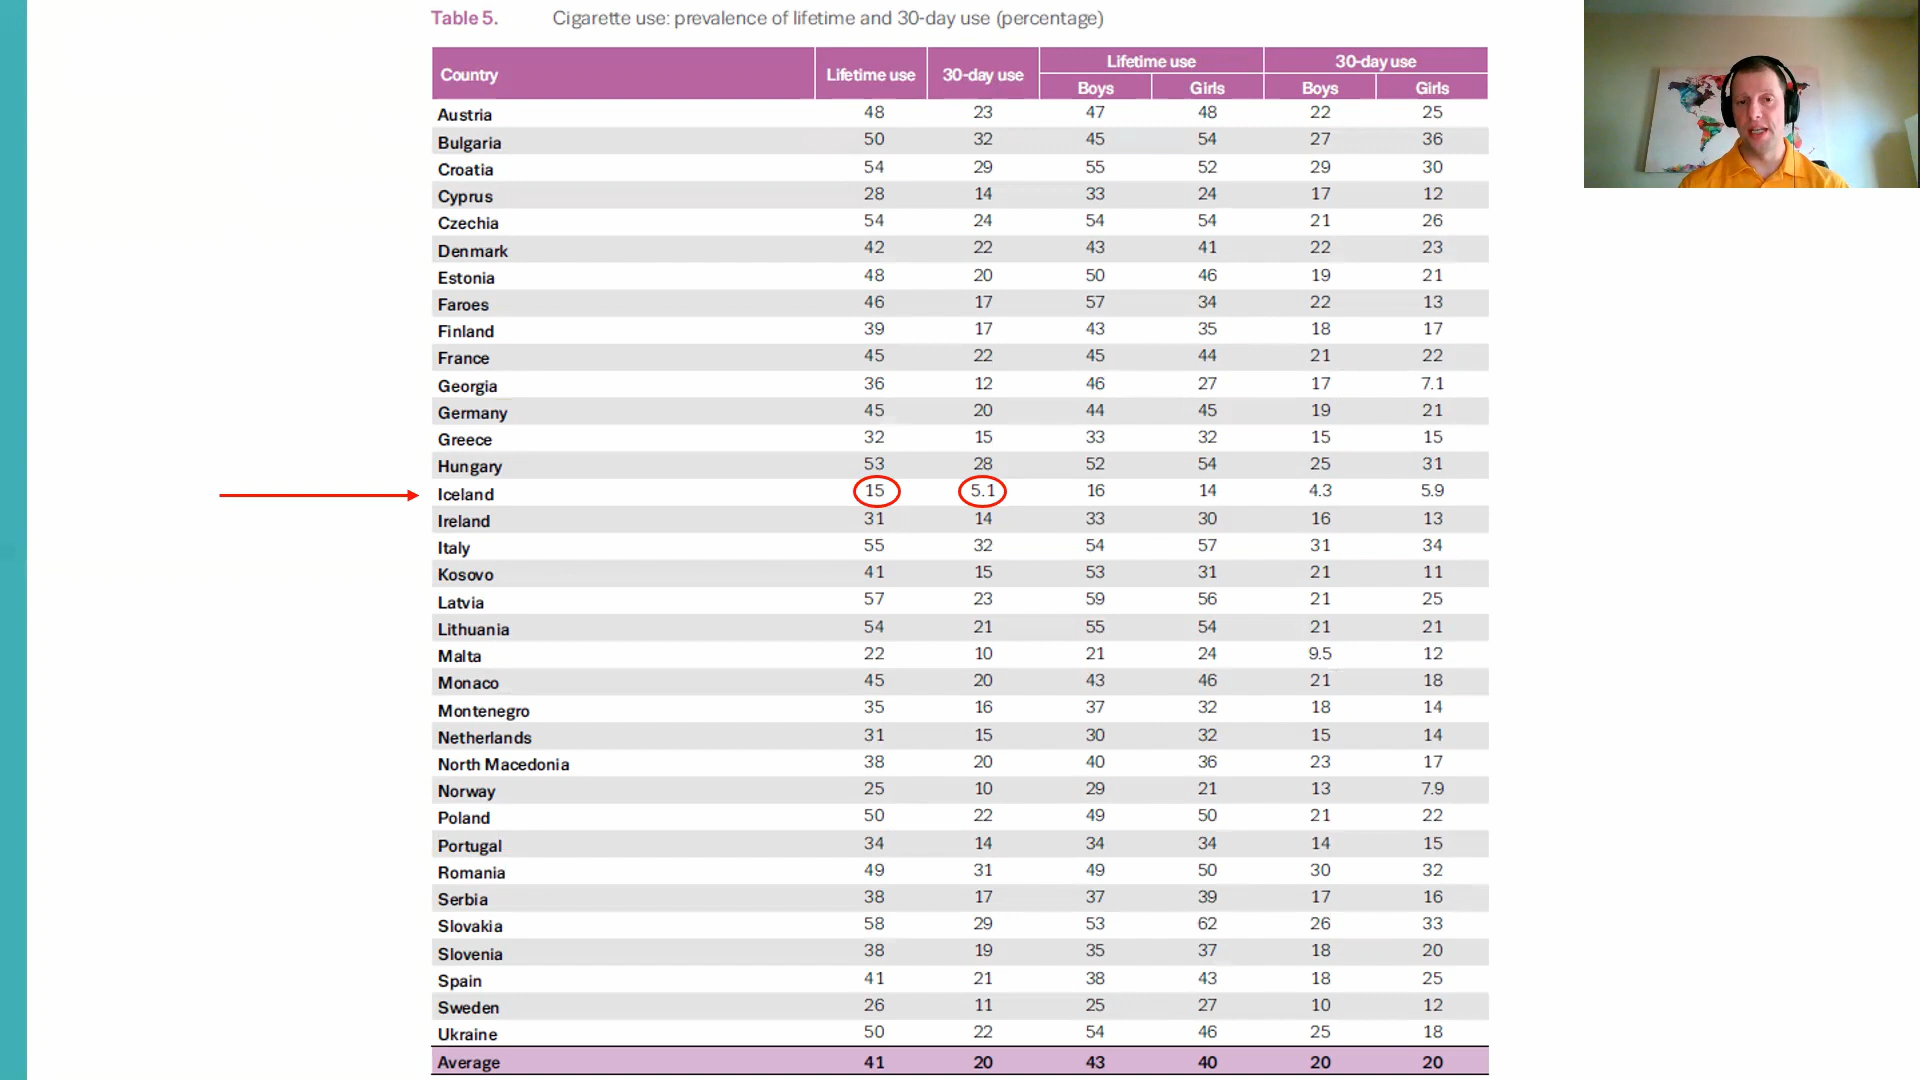 Table 5. Cigarette use: prevalence of lifetime and 30-day use (percentage)
Country Lifetime use 30-day use Lifetime use 30-day use
Boys Girls Boys Girls
Austria 48 23 47 48 22 25
Bulgaria 50 32 45 54 27 36
Croatia 54 29 55 52 29 30
Cyprus 28 14 33 24 17 12
Czechia 54 24 54 54 21 26
Denmark 42 22 43 41 22 23
Estonia 48 20 50 46 19 21
Faroes 46 17 57 34 22 13
Finland 39 17 43 35 18 17
France 45 22 45 44 21 22
Georgia 36 12 46 27 17 7.1
Germany 45 20 44 45 19 21
Greece 32 15 33 32 15 15
Hungary 53 28 52 54 25 31
Iceland 15 5.1 16 14 4.3 5.9
Ireland 31 14 33 30 16 13
Italy 55 32 54 57 31 34
Kosovo 41 15 53 31 21 11
Latvia 57 23 59 56 21 25
Lithuania 54 21 55 54 21 21
Malta 22 10 21 24 9.5 12
Monaco 45 20 43 46 21 18
Montenegro 35 16 37 32 18 14
Netherlands 31 15 30 32 15 14
North Macedonia 38 20 40 36 23 17
Norway 25 10 29 21 13 7.9
Poland 50 22 49 50 21 22
Portugal 34 14 34 34 14 15
Romania 49 31 49 50 30 32
Serbia 38 17 37 39 17 16
Slovakia 58 29 53 62 26 33
Slovenia 38 19 35 37 18 20
Spain 41 21 38 43 18 25
Sweden 26 11 25 27 10 12
Ukraine 50 22 54 46 25 18
Average 41 20 43 40 20 20